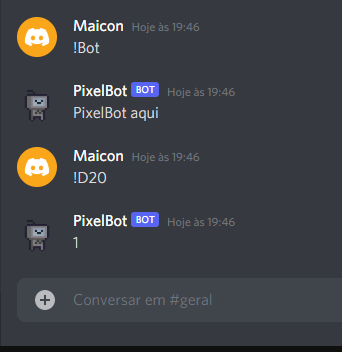 Maicon Hoje às 19:46
!Bot
PixelBot BOT Hoje às 19:46
PixelBot aqui
Maicon Hoje às 19:46
!D20
PixelBot BOT Hoje às 19:46
1
Conversar em #geral